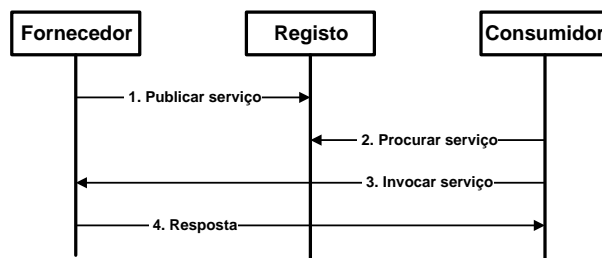 Fornecedor
Registo
Consumidor
1. Publicar serviço
2. Procurar serviço
3. Invocar serviço
4. Resposta